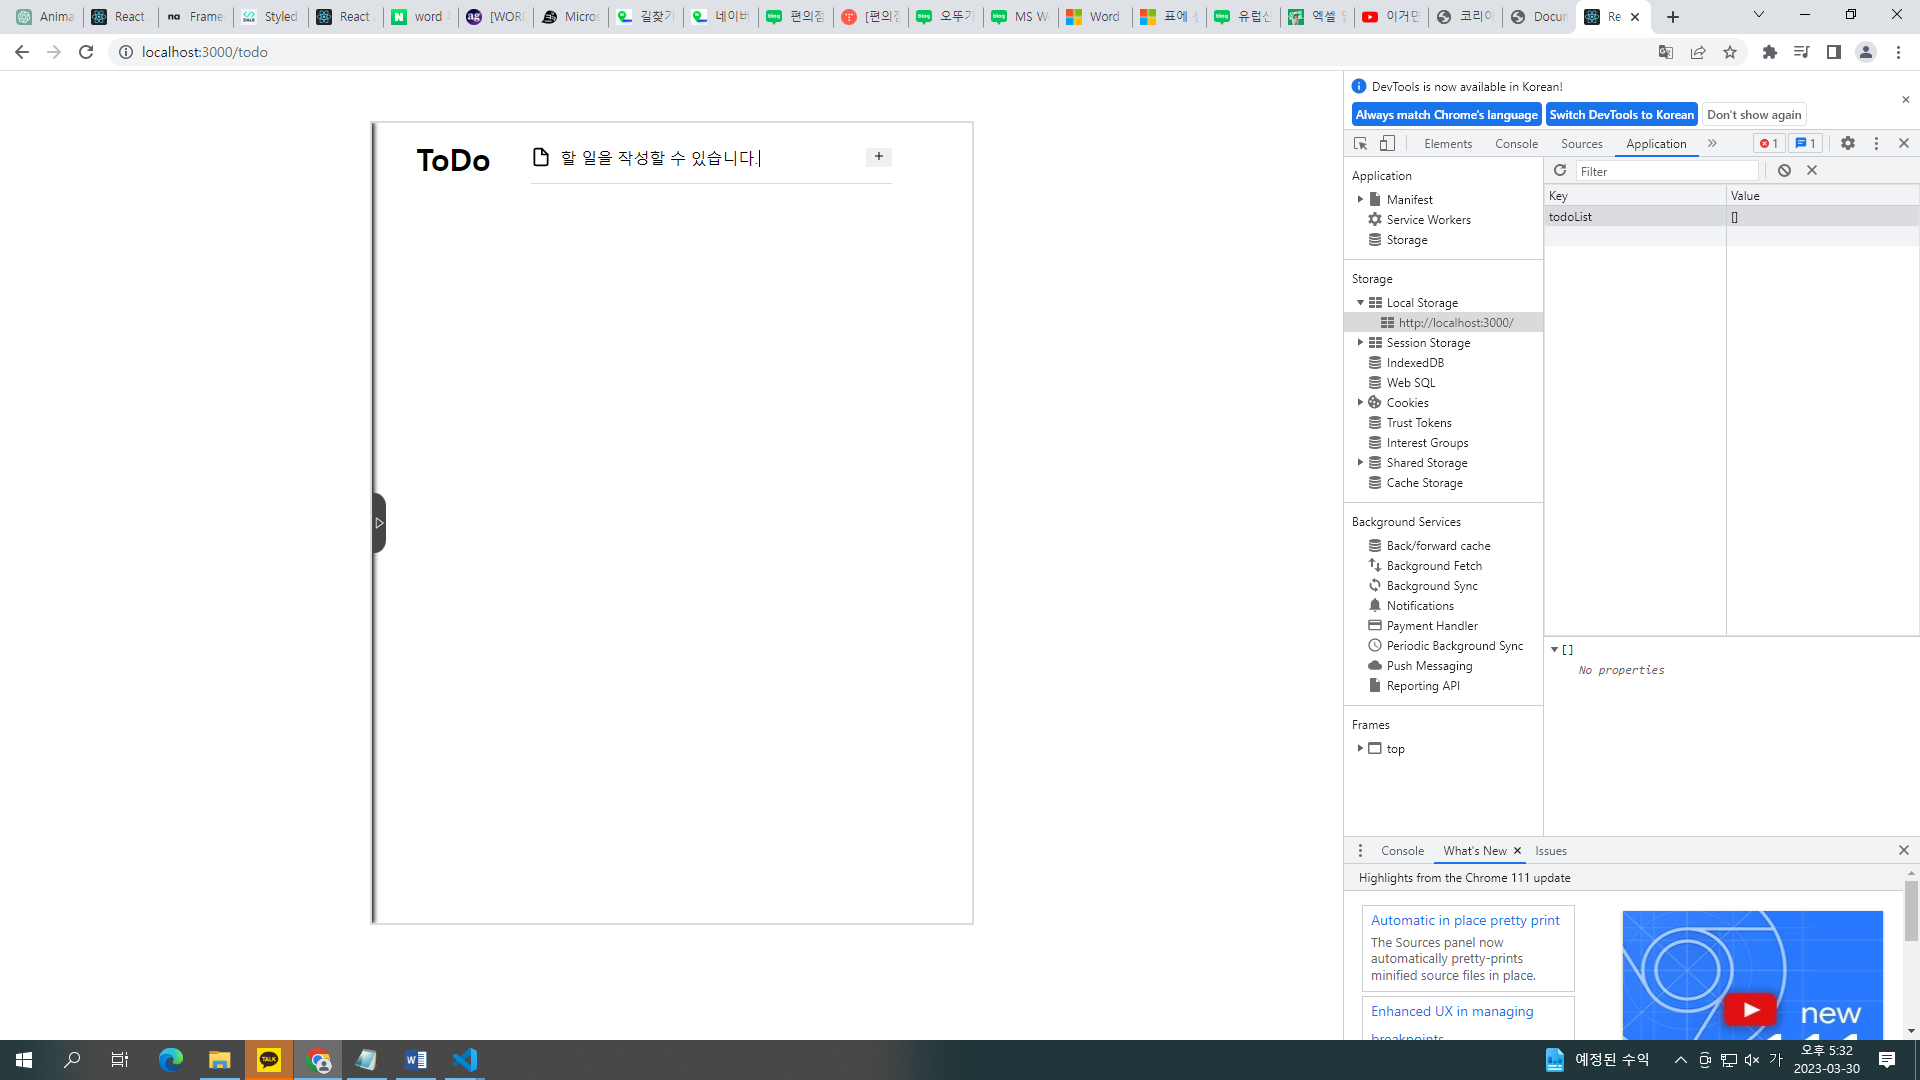 Anima
React
Framer
Styled
React
word
[WORD
Micros
길찾기
네이버
편의점
[편의점
오뚜기
MS W
Word
표에
유럽신
엑셀
이거면
코리아
Docum
Re
localhost:3000/todo
ToDo
할 일을 작성할 수 있습니다.
+
DevTools is now available in Korean!
Always match Chrome's language
Switch DevTools to Korean
Don't show again
Elements
Console
Sources
Application
»
1
1
Application
Manifest
Service Workers
Storage
Storage
Local Storage
http://localhost:3000/
Session Storage
IndexedDB
Web SQL
Cookies
Trust Tokens
Interest Groups
Shared Storage
Cache Storage
Background Services
Back/forward cache
Background Fetch
Background Sync
Notifications
Payment Handler
Periodic Background Sync
Push Messaging
Reporting API
Frames
top
Filter
Key Value
todoList []
[]
No properties
Console
What's New
Issues
Highlights from the Chrome 111 update
Automatic in place pretty print
The Sources panel now
automatically pretty-prints
minified source files in place.
Enhanced UX in managing
breakpoints
new
TALK
예정된 수익
가
오후 5:32
2023-03-30